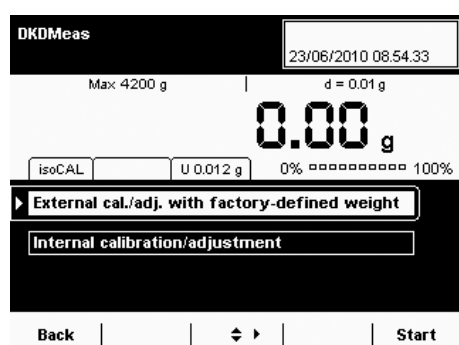 DKDMeas
23/06/2010 08.54.33
Max 4200 g d = 0.01 g
0.00 g
isoCAL U 0.012 g 0% 100%
External cal./adj. with factory-defined weight
Internal calibration/adjustment
Back Start